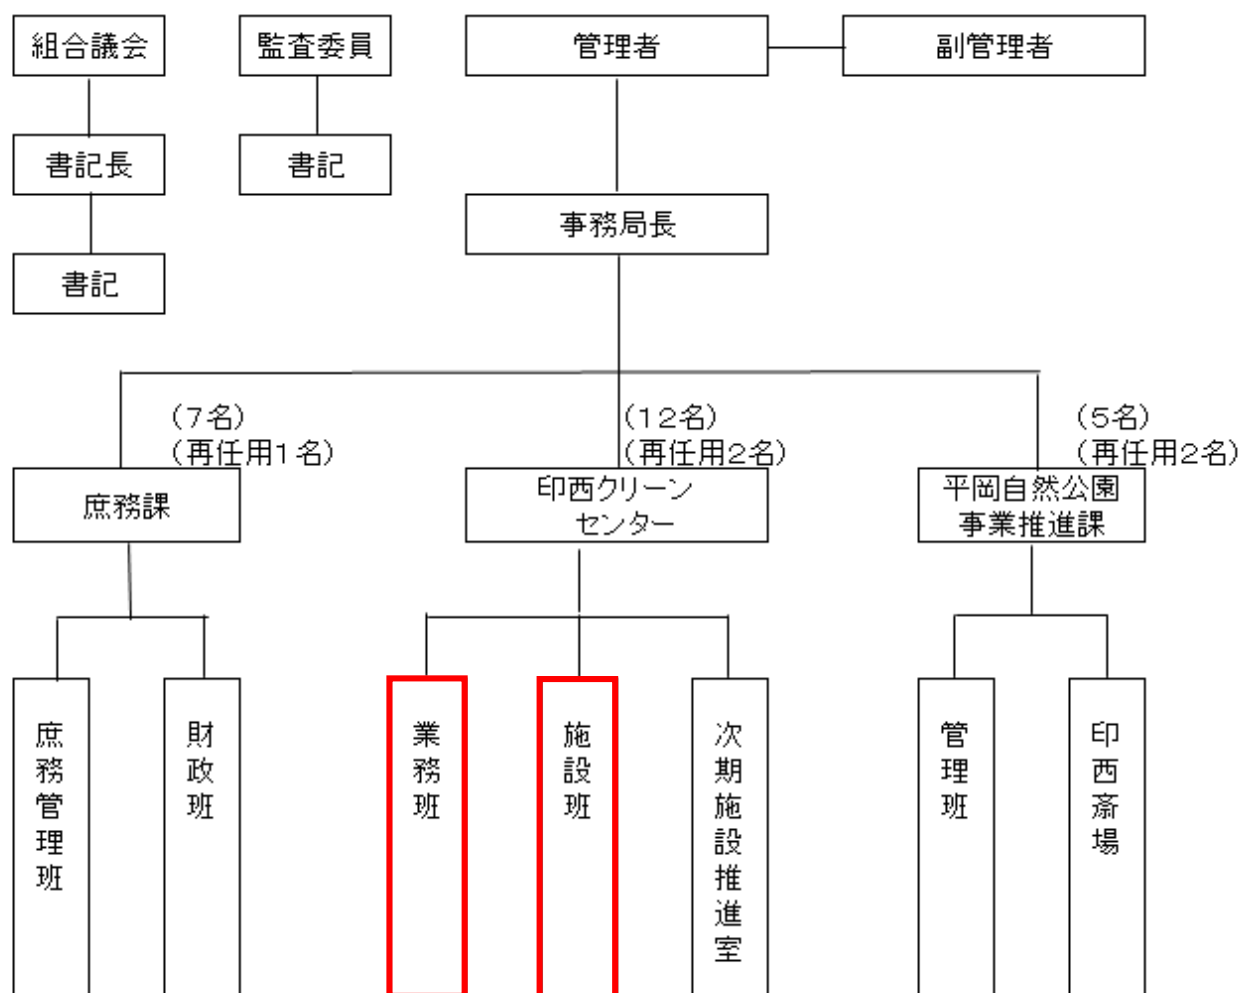 組合議会
監査委員
管理者
副管理者
書記長
書記
事務局長
書記
（７名）
（再任用１名）
（１２名）
（再任用２名）
（５名）
（再任用２名）
庶務課
印西クリーン
センター
平岡自然公園
事業推進課
庶務管理班
財政班
業務班
施設班
次期施設推進室
管理班
印西斎場